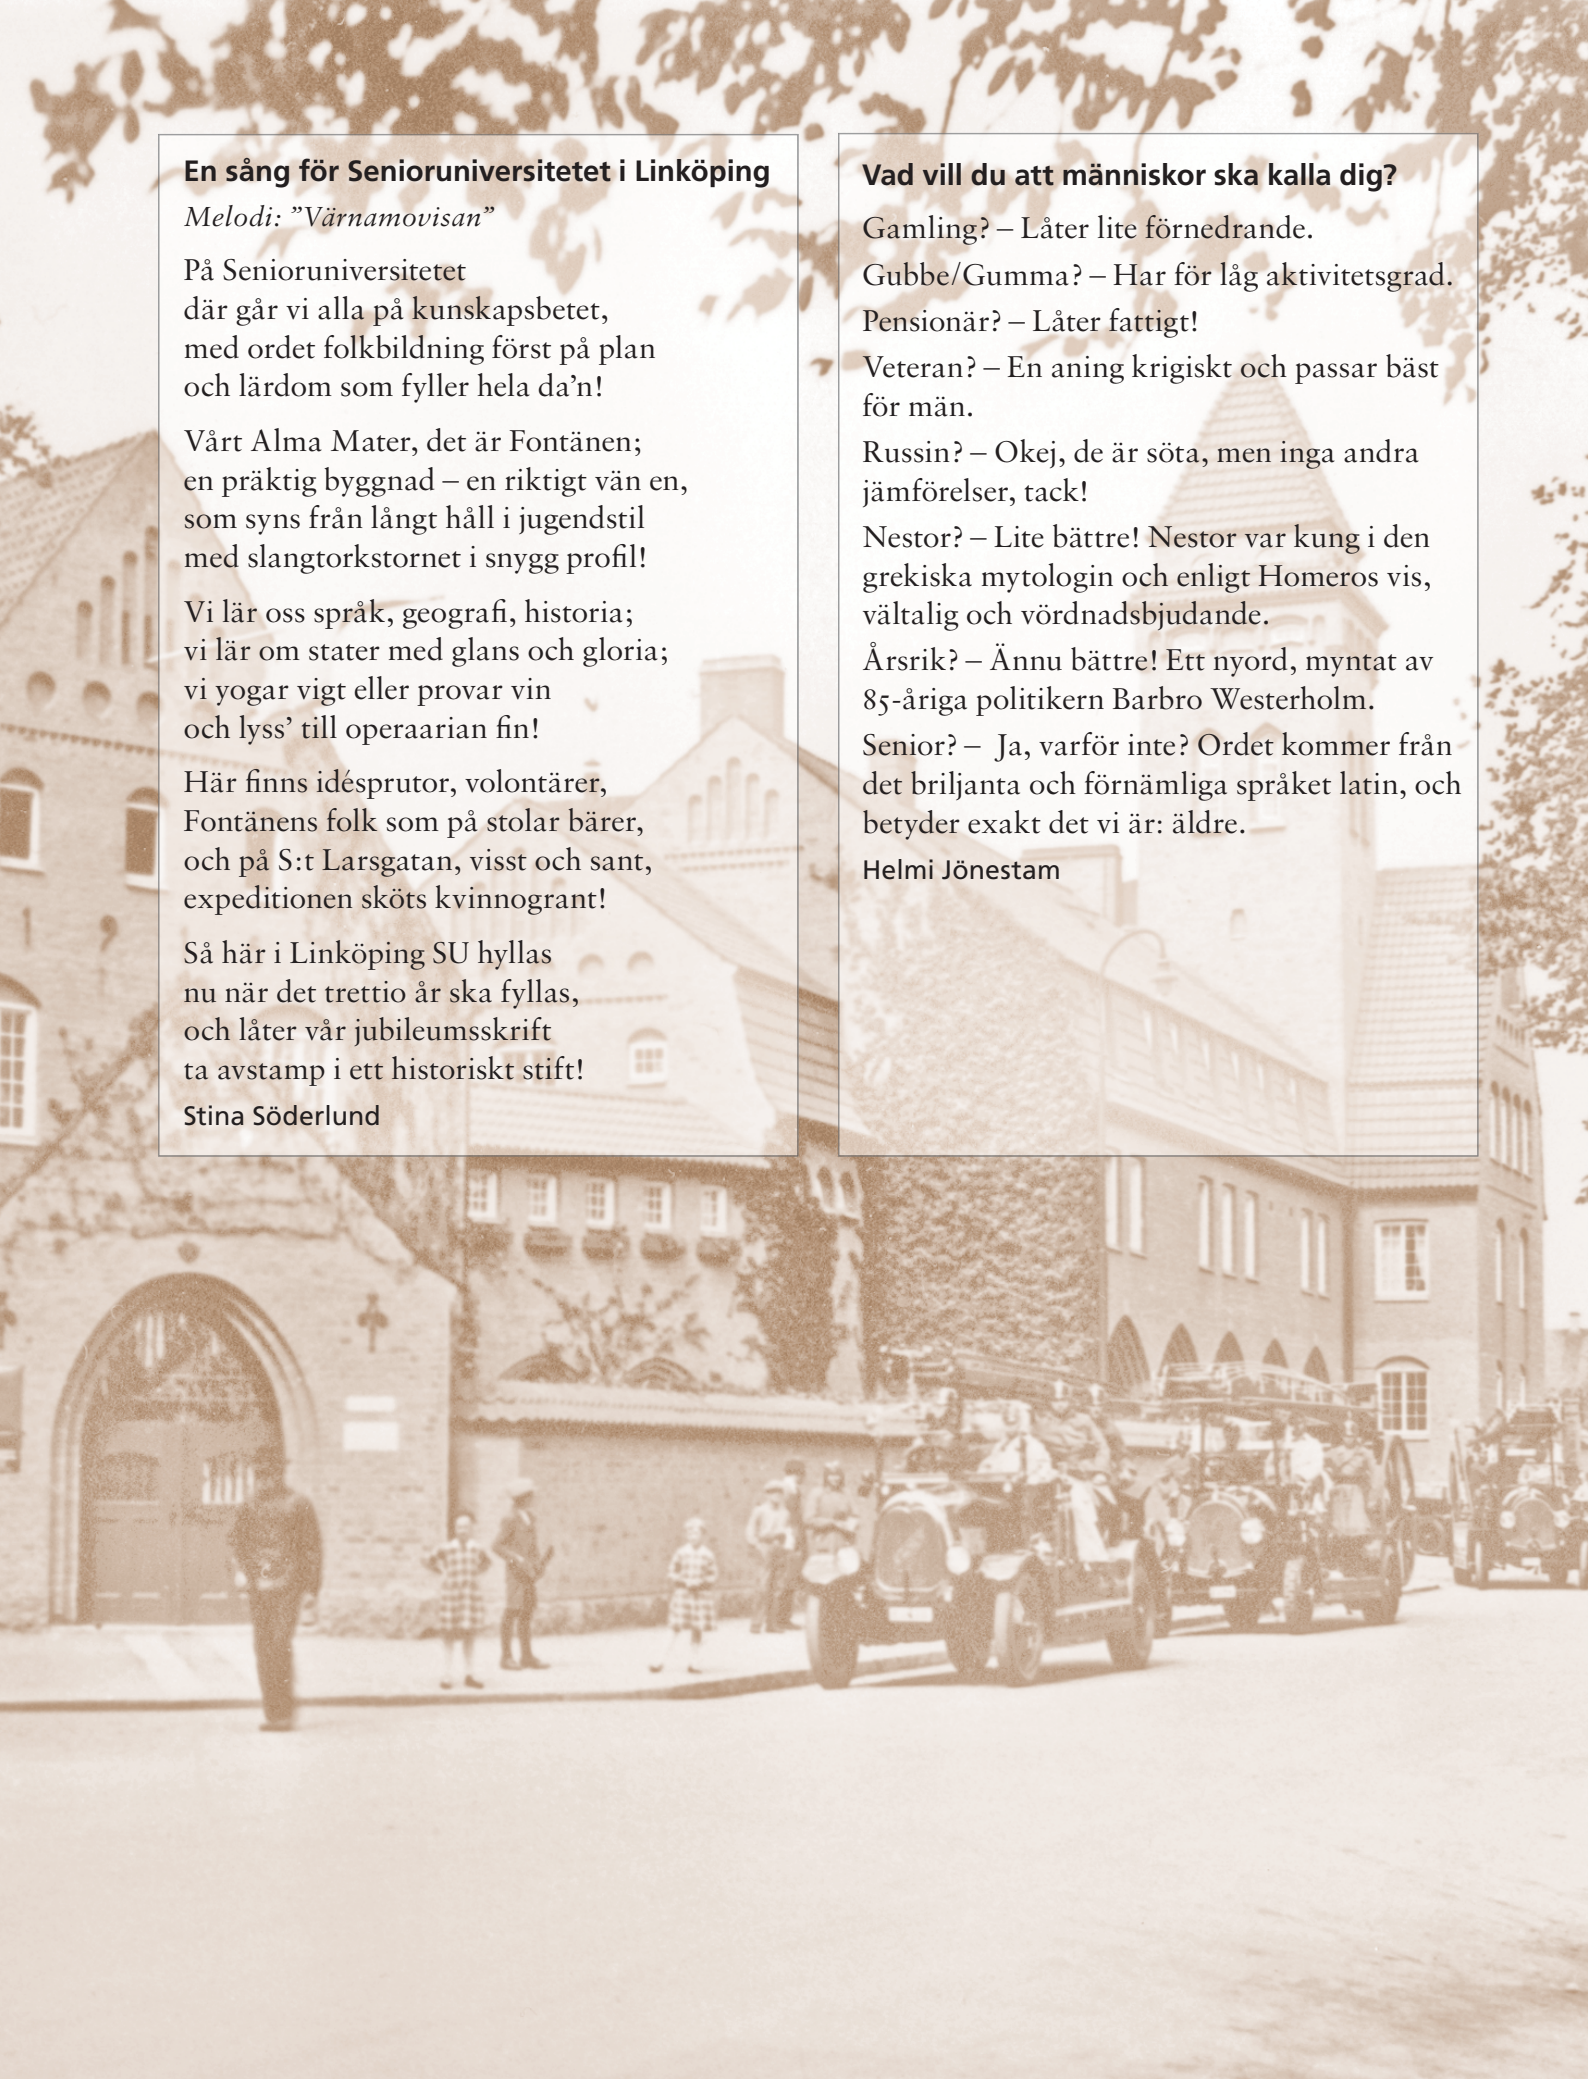 En sång för Senioruniversitetet i Linköping
Melodi: ”Värnamovisan”
På Senioruniversitetet
där går vi alla på kunskapsbetet,
med ordet folkbildning först på plan
och lärdom som fyller hela da’n!
Vårt Alma Mater, det är Fontänen;
en präktig byggnad – en riktigt vän en,
som syns från långt håll i jugendstil
med slangtorkstornet i snygg profil!
Vi lär oss språk, geografi, historia;
vi lär om stater med glans och gloria;
vi yogar vigt eller provar vin
och lyss’ till operaarian fin!
Här finns idésprutor, volontärer,
Fontänens folk som på stolar bärer,
och på S:t Larsgatan, visst och sant,
expeditionen sköts kvinnogrant!
Så här i Linköping SU hyllas
nu när det trettio år ska fyllas,
och låter vår jubileumsskrift
ta avstamp i ett historiskt stift!
Stina Söderlund
Vad vill du att människor ska kalla dig?
Gamling? – Låter lite förnedrande.
Gubbe/Gumma? – Har för låg aktivitetsgrad.
Pensionär? – Låter fattigt!
Veteran? – En aning krigiskt och passar bäst
för män.
Russin? – Okej, de är söta, men inga andra
jämförelser, tack!
Nestor? – Lite bättre! Nestor var kung i den
grekiska mytologin och enligt Homeros vis,
vältalig och vördnadsbjudande.
Årsrik? – Ännu bättre! Ett nyord, myntat av
85-åriga politikern Barbro Westerholm.
Senior? – Ja, varför inte? Ordet kommer från
det briljanta och förnämliga språket latin, och
betyder exakt det vi är: äldre.
Helmi Jönestam
1 9